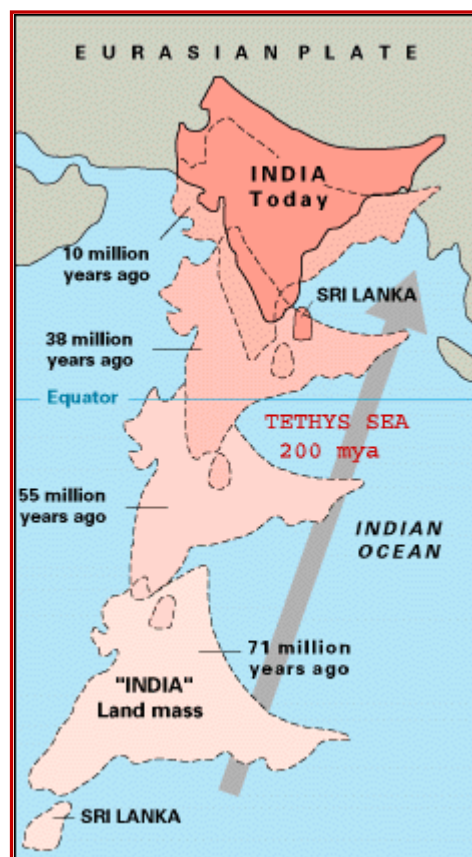 EURASIAN PLATE
INDIA
Today
10 million
years ago
SRI LANKA
38 million
years ago
Equator
TETHYS SEA
200 mya
55 million
years ago
INDIAN
OCEAN
71 million
years ago
"INDIA"
Land mass
SRI LANKA